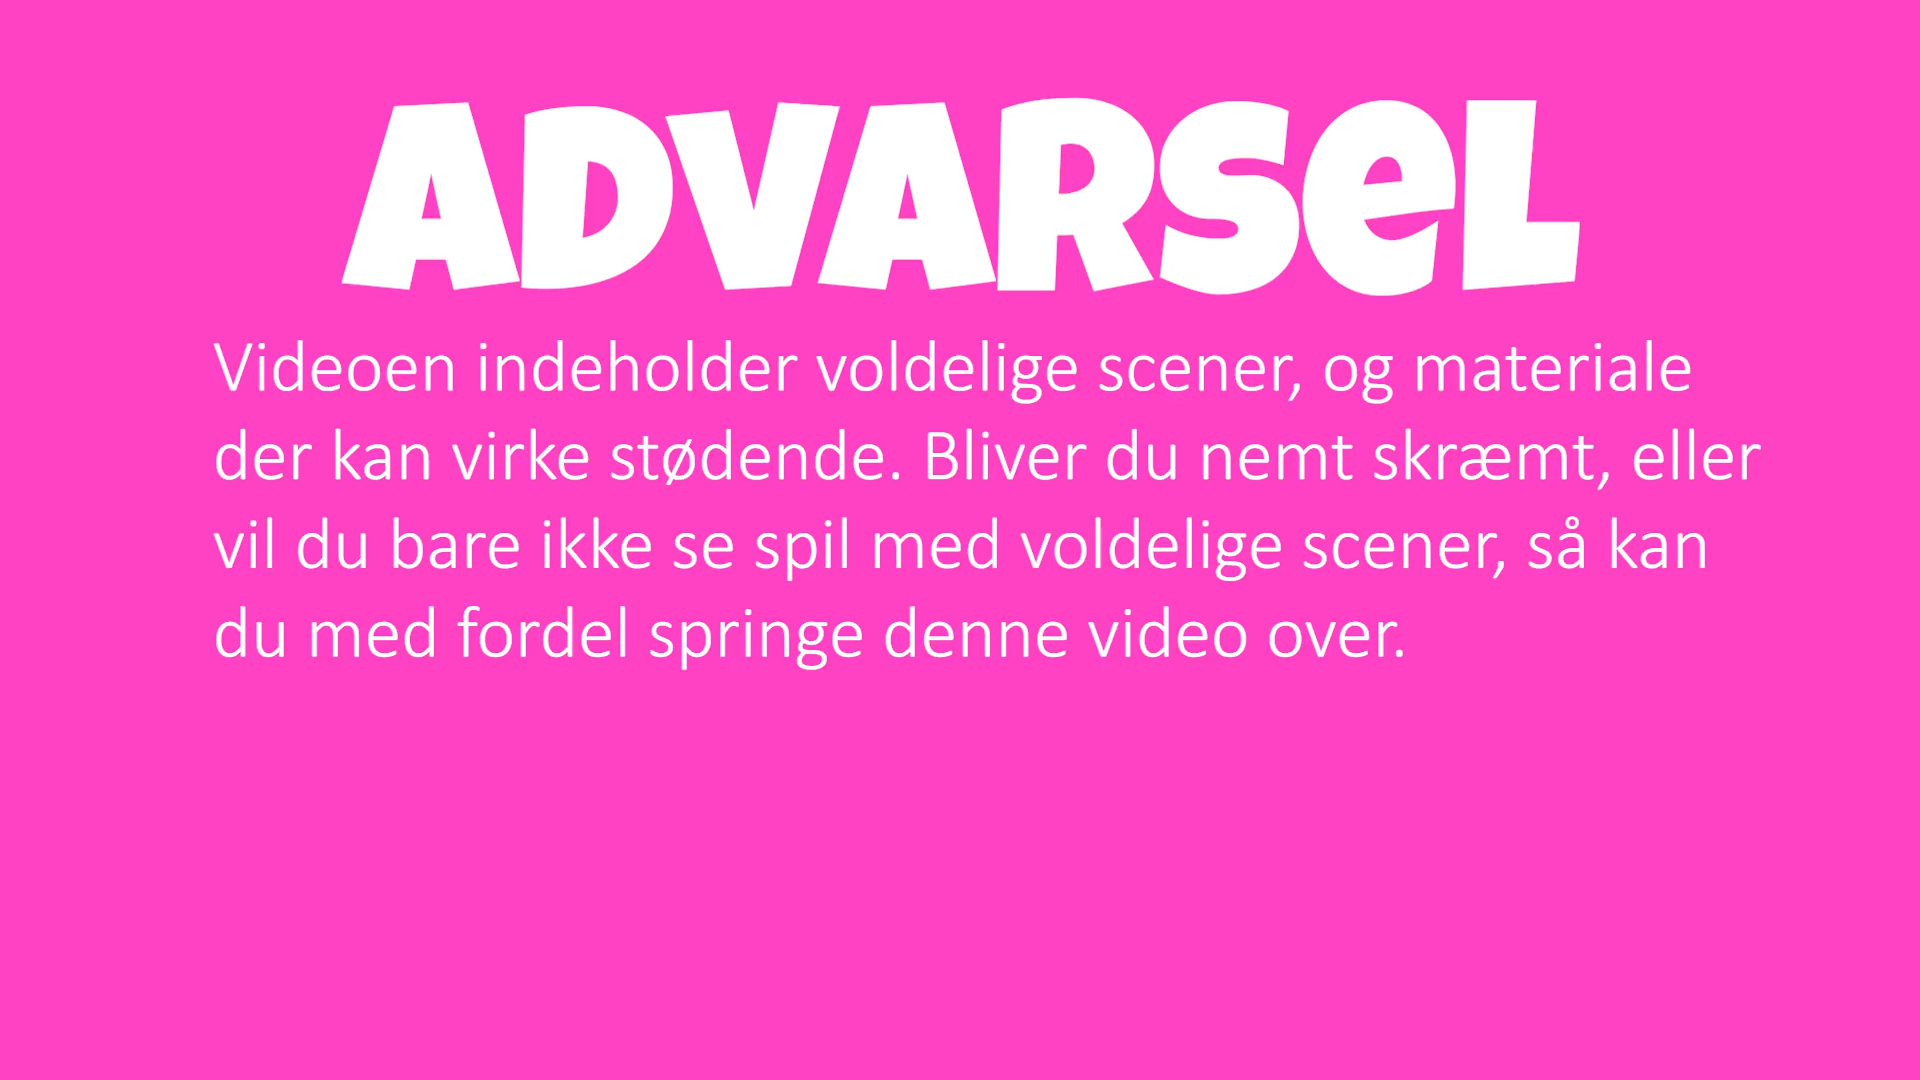 ADVARSeL
Videoen indeholder voldelige scener, og materiale
der kan virke stødende. Bliver du nemt skræmt, eller
vil du bare ikke se spil med voldelige scener, så kan
du med fordel springe denne video over.